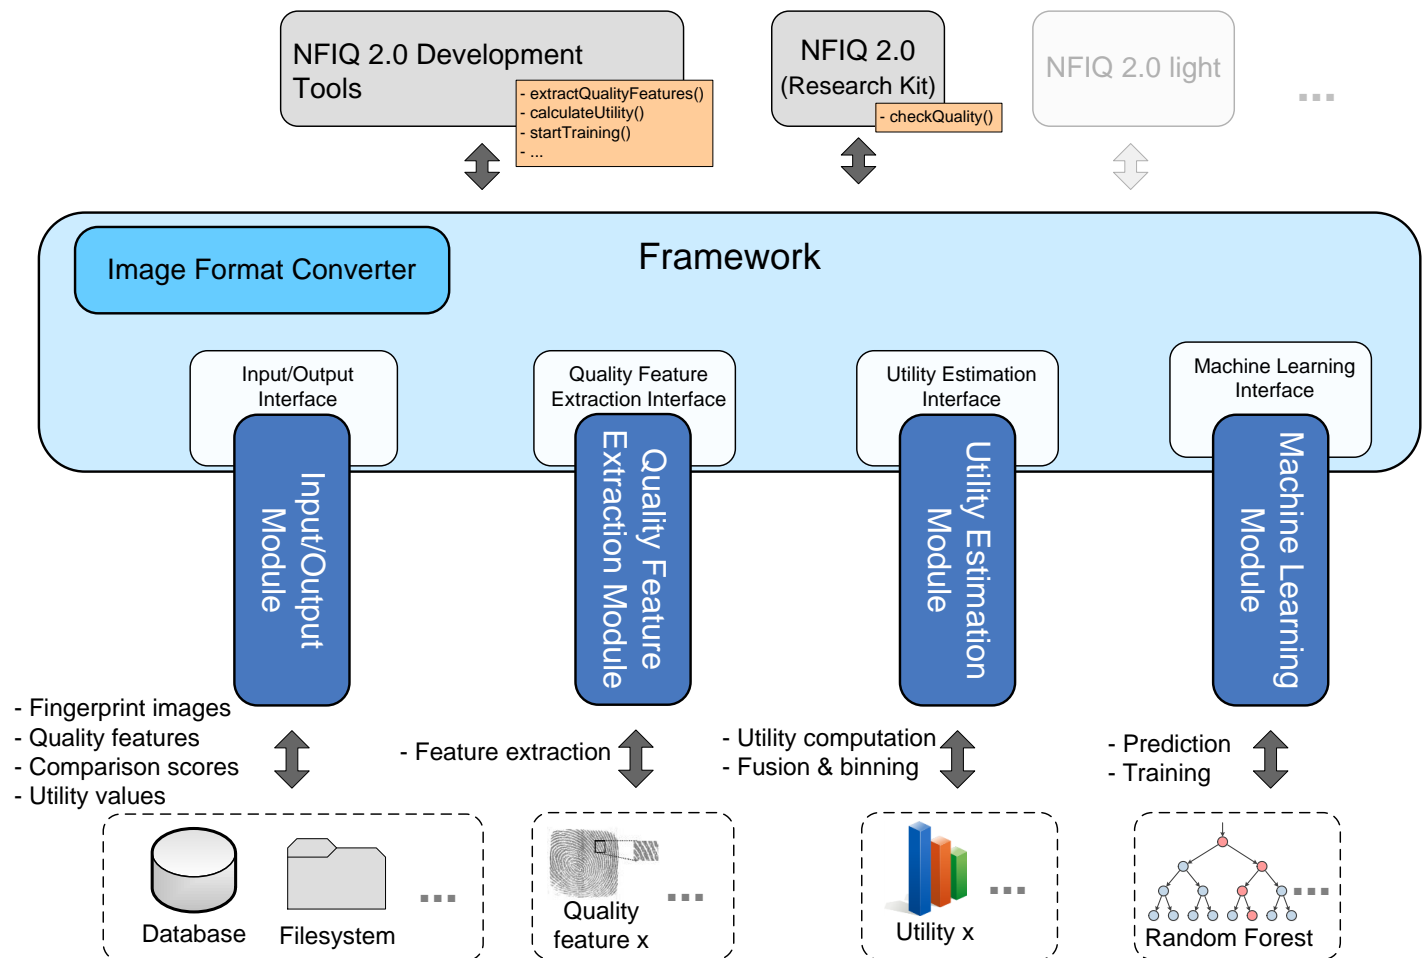 NFIQ 2.0 Development
Tools
- extractQualityFeatures()
- calculateUtility()
- startTraining()
- ...
NFIQ 2.0
(Research Kit)
- checkQuality()
NFIQ 2.0 light
...
Framework
Image Format Converter
Input/Output
Interface
Quality Feature
Extraction Interface
Utility Estimation
Interface
Machine Learning
Interface
Input/Output
Module
Quality Feature
Extraction Module
Utility Estimation
Module
Machine Learning
Module
- Fingerprint images
- Quality features
- Comparison scores
- Utility values
- Feature extraction
- Utility computation
- Fusion & binning
- Prediction
- Training
Database
Filesystem
...
Quality
feature x
...
Utility x
...
Random Forest
...